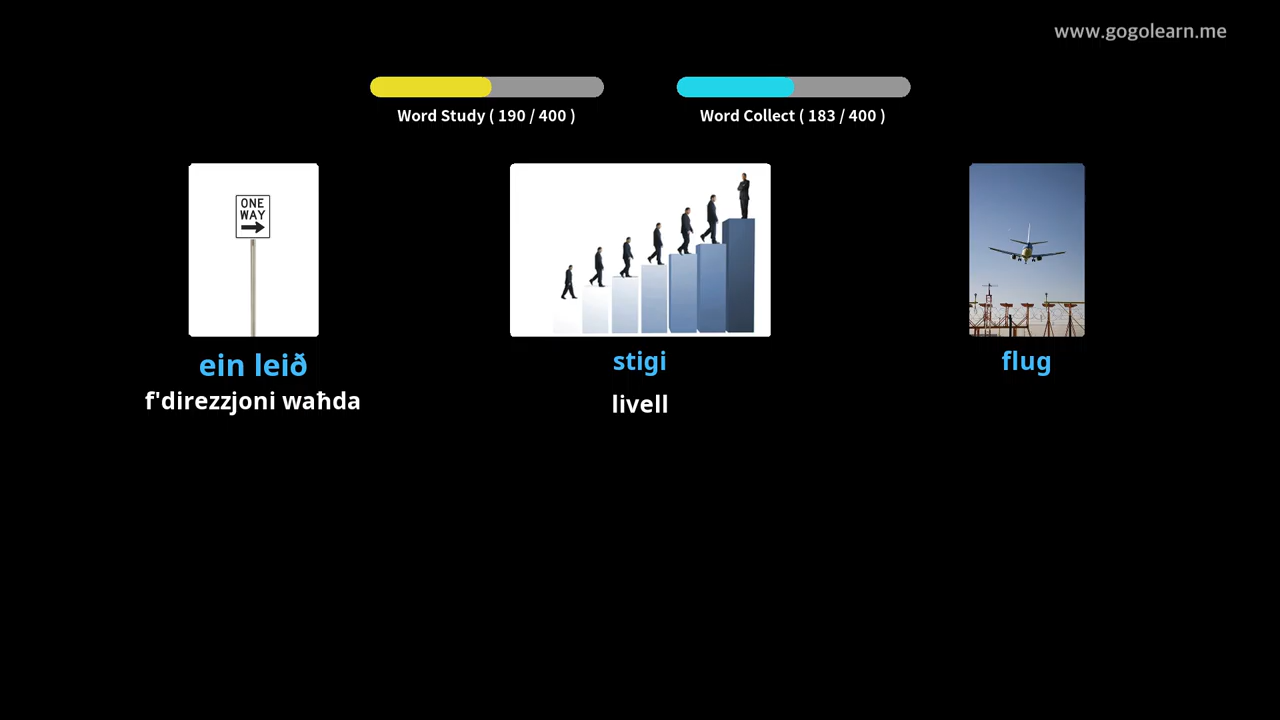 www.gogolearn.me
Word Study ( 190 / 400 )
Word Collect ( 183 / 400 )
ONE
WAY
ein leið
f'direzzjoni waħda
stigi
livell
flug